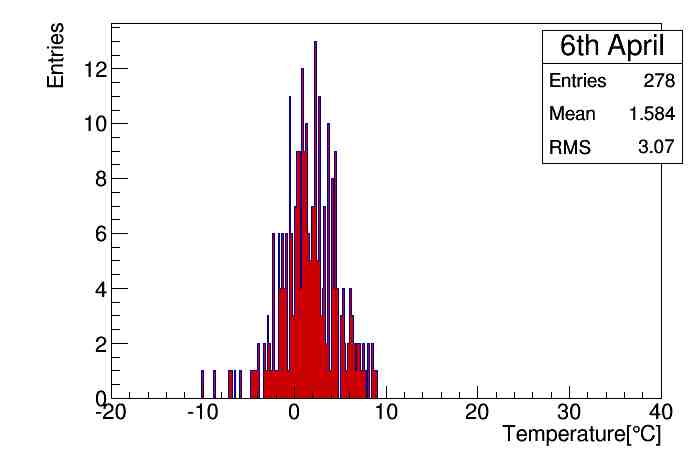 6th April
Entries 278
Mean 1.584
RMS 3.07
Entries
12
10
8
6
4
2
0
-20 -10 0 10 20 30 40
Temperature[°C]